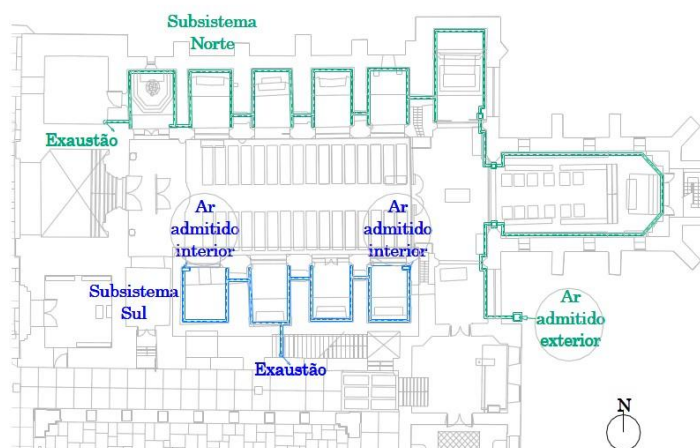 Subsistema
Norte
Exaustão
Ar
admitido
interior
Ar
admitido
interior
Subsistema
Sul
Ar
admitido
exterior
Exaustão
N